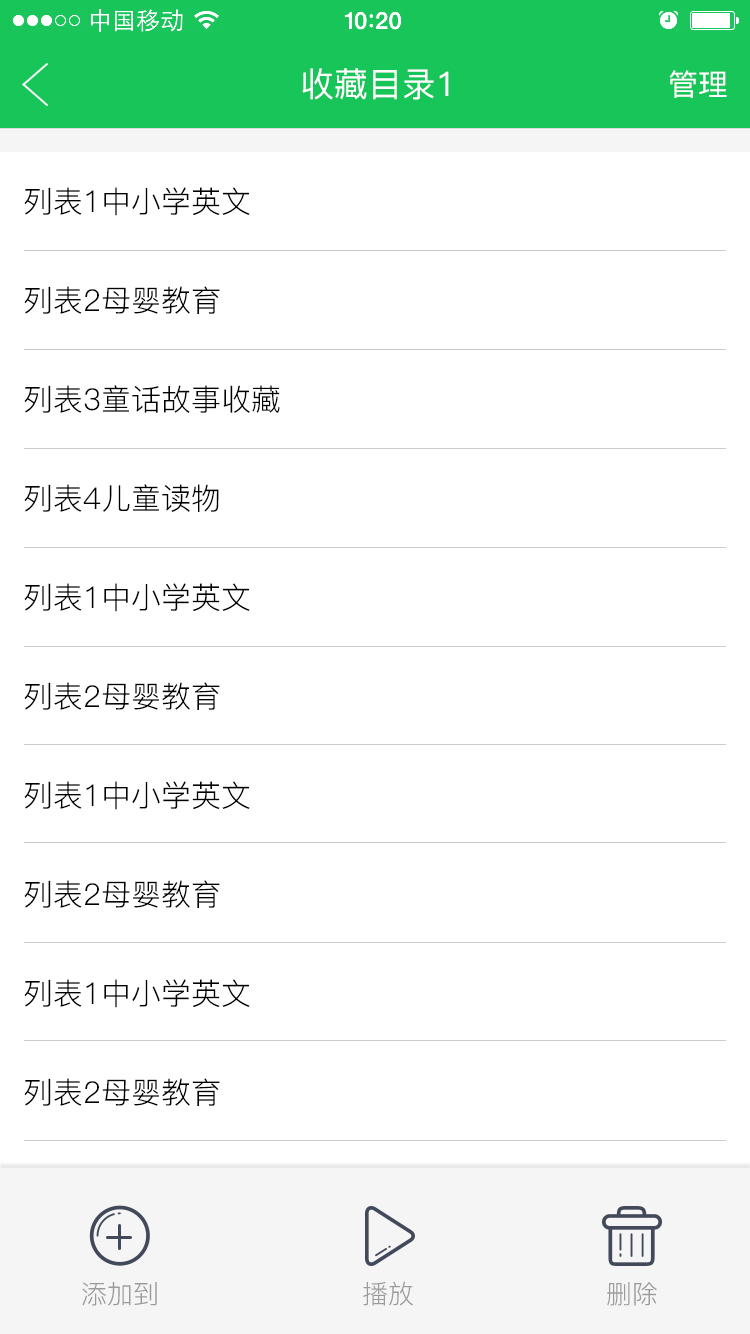 中国移动 10:20
收藏目录1 管理
列表1中小学英文
列表2母婴教育
列表3童话故事收藏
列表4儿童读物
列表1中小学英文
列表2母婴教育
列表1中小学英文
列表2母婴教育
列表1中小学英文
列表2母婴教育
添加到 播放 删除